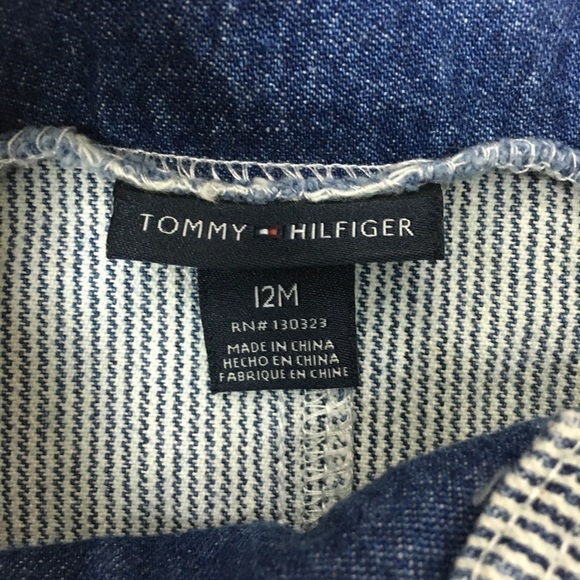 TOMMY HILFIGER
12M
RN# 130323
MADE IN CHINA
HECHO EN CHINA
FABRIQUE EN CHINE